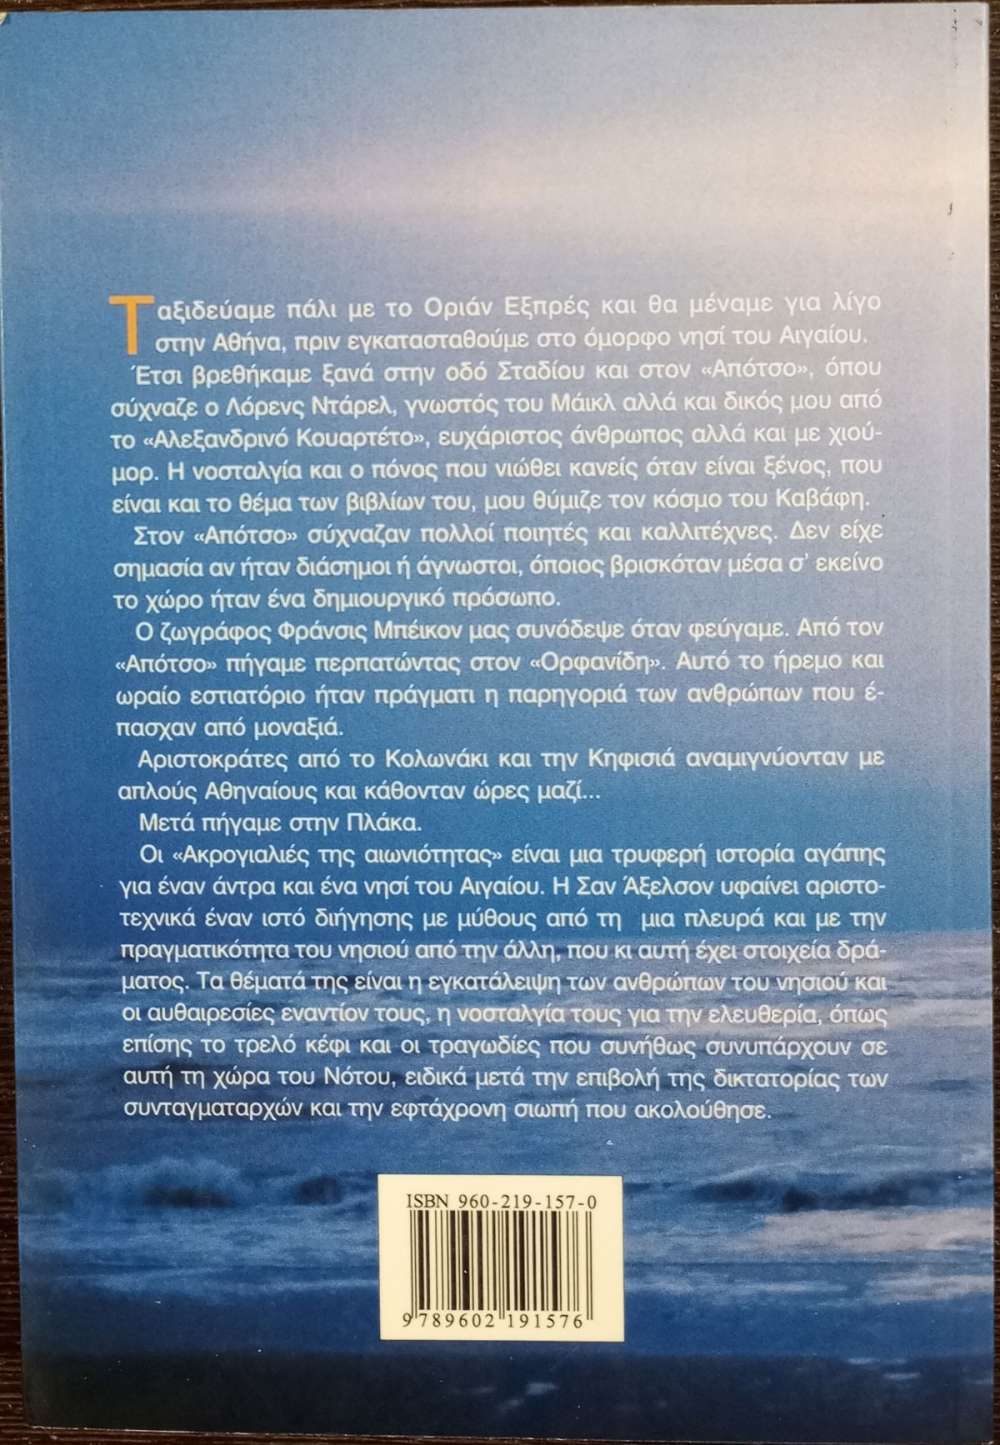 Ταξιδεύαμε πάλι με το Οριάν Εξπρές και θα μέναμε για λίγο
στην Αθήνα, πριν εγκατασταθούμε στο όμορφο νησί του Αιγαίου.
Έτσι βρεθήκαμε ξανά στην οδό Σταδίου και στον «Απότσο», όπου
σύχναζε ο Λόρενς Ντάρελ, γνωστός του Μάικλ αλλά και δικός μου από
το «Αλεξανδρινό Κουαρτέτο», ευχάριστος άνθρωπος αλλά και με χιού-
μορ. Η νοσταλγία και ο πόνος που νιώθει κανείς όταν είναι ξένος, που
είναι και το θέμα των βιβλίων του, μου θύμιζε τον κόσμο του Καβάφη.
Στον «Απότσο» σύχναζαν πολλοί ποιητές και καλλιτέχνες. Δεν είχε
σημασία αν ήταν διάσημοι ή άγνωστοι, όποιος βρισκόταν μέσα σ' εκείνο
το χώρο ήταν ένα δημιουργικό πρόσωπο.
Ο ζωγράφος Φράνσις Μπέικον μας συνόδεψε όταν φεύγαμε. Από τον
«Απότσο» πήγαμε περπατώντας στον «Ορφανίδη». Αυτό το ήρεμο και
ωραίο εστιατόριο ήταν πράγματι η παρηγοριά των ανθρώπων που έ-
πασχαν από μοναξιά.
Αριστοκράτες από το Κολωνάκι και την Κηφισιά αναμιγνύονταν με
απλούς Αθηναίους και κάθονταν ώρες μαζί...
Μετά πήγαμε στην Πλάκα.
Οι «Ακρογιαλιές της αιωνιότητας» είναι μια τρυφερή ιστορία αγάπης
για έναν άντρα και ένα νησί του Αιγαίου. Η Σαν Άξελσον υφαίνει αριστο-
τεχνικά έναν ιστό διήγησης με μύθους από τη μια πλευρά και με την
πραγματικότητα του νησιού από την άλλη, που κι αυτή έχει στοιχεία δρά-
ματος. Τα θέματά της είναι η εγκατάλειψη των ανθρώπων του νησιού και
οι αυθαιρεσίες εναντίον τους, η νοσταλγία τους για την ελευθερία, όπως
επίσης το τρελό κέφι και οι τραγωδίες που συνήθως συνυπάρχουν σε
αυτή τη χώρα του Νότου, ειδικά μετά την επιβολή της δικτατορίας των
συνταγματαρχών και την εφτάχρονη σιωπή που ακολούθησε.
ISBN 960-219-157-0
9 789602 191576